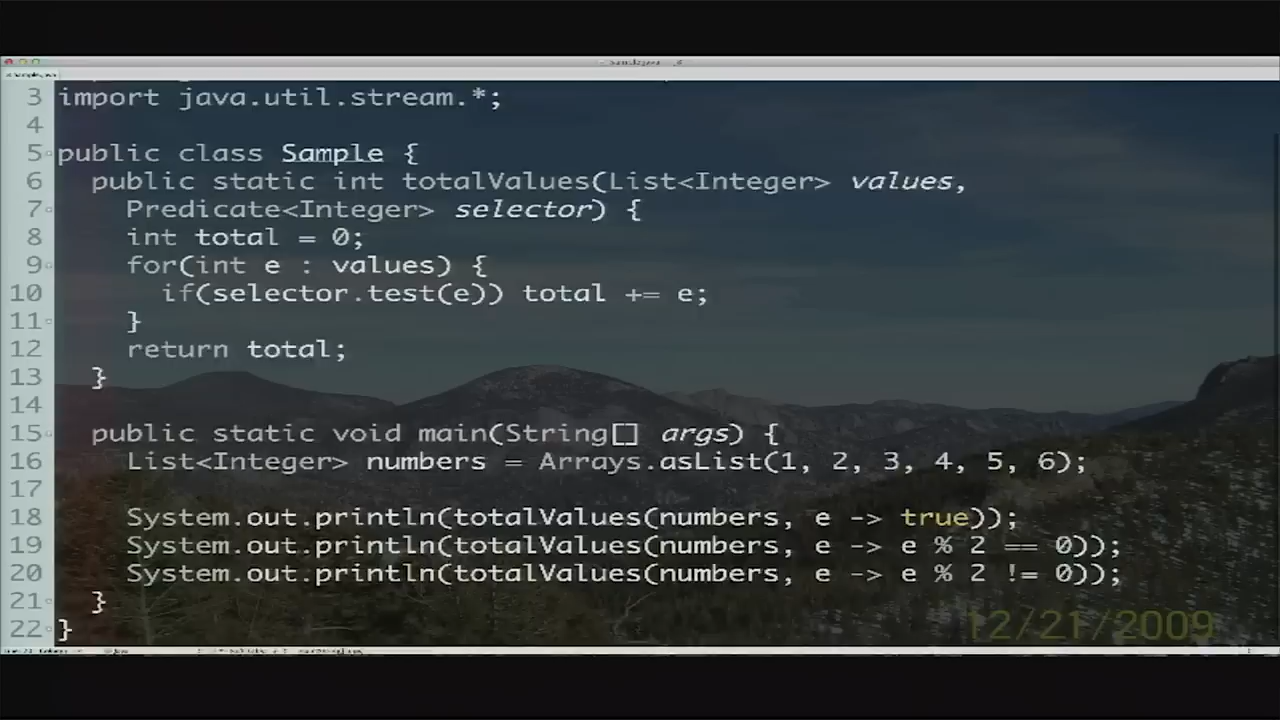 3 import java.util.stream.*;
4
5 public class Sample {
6 public static int totalValues(List<Integer> values,
7 Predicate<Integer> selector) {
8 int total = 0;
9 for(int e : values) {
10 if(selector.test(e)) total += e;
11 }
12 return total;
13 }
14
15 public static void main(String[] args) {
16 List<Integer> numbers = Arrays.asList(1, 2, 3, 4, 5, 6);
17
18 System.out.println(totalValues(numbers, e -> true));
19 System.out.println(totalValues(numbers, e -> e % 2 == 0));
20 System.out.println(totalValues(numbers, e -> e % 2 != 0));
21 }
22 }
12/21/2009